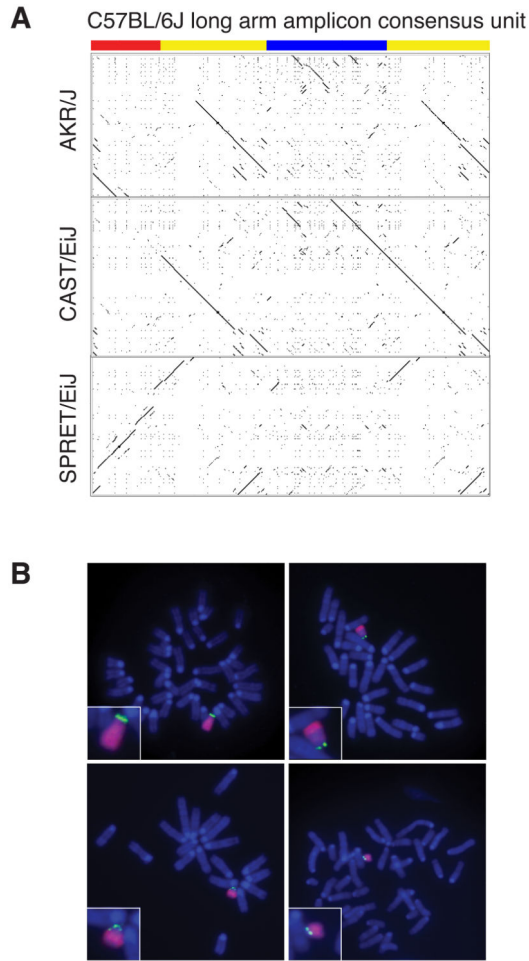 A
C57BL/6J long arm amplicon consensus unit
AKR/J
CAST/EiJ
SPRET/EiJ
B